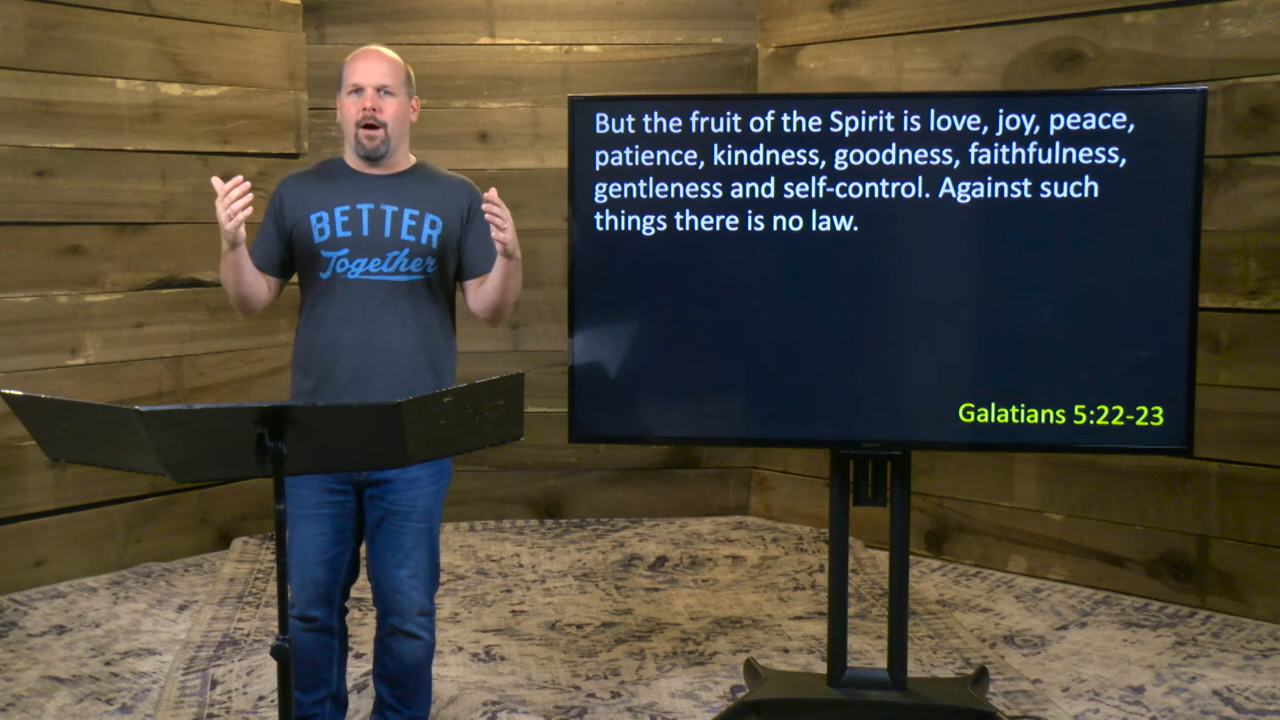 BETTER
Together
But the fruit of the Spirit is love, joy, peace,
patience, kindness, goodness, faithfulness,
gentleness and self-control. Against such
things there is no law.
Galatians 5:22-23